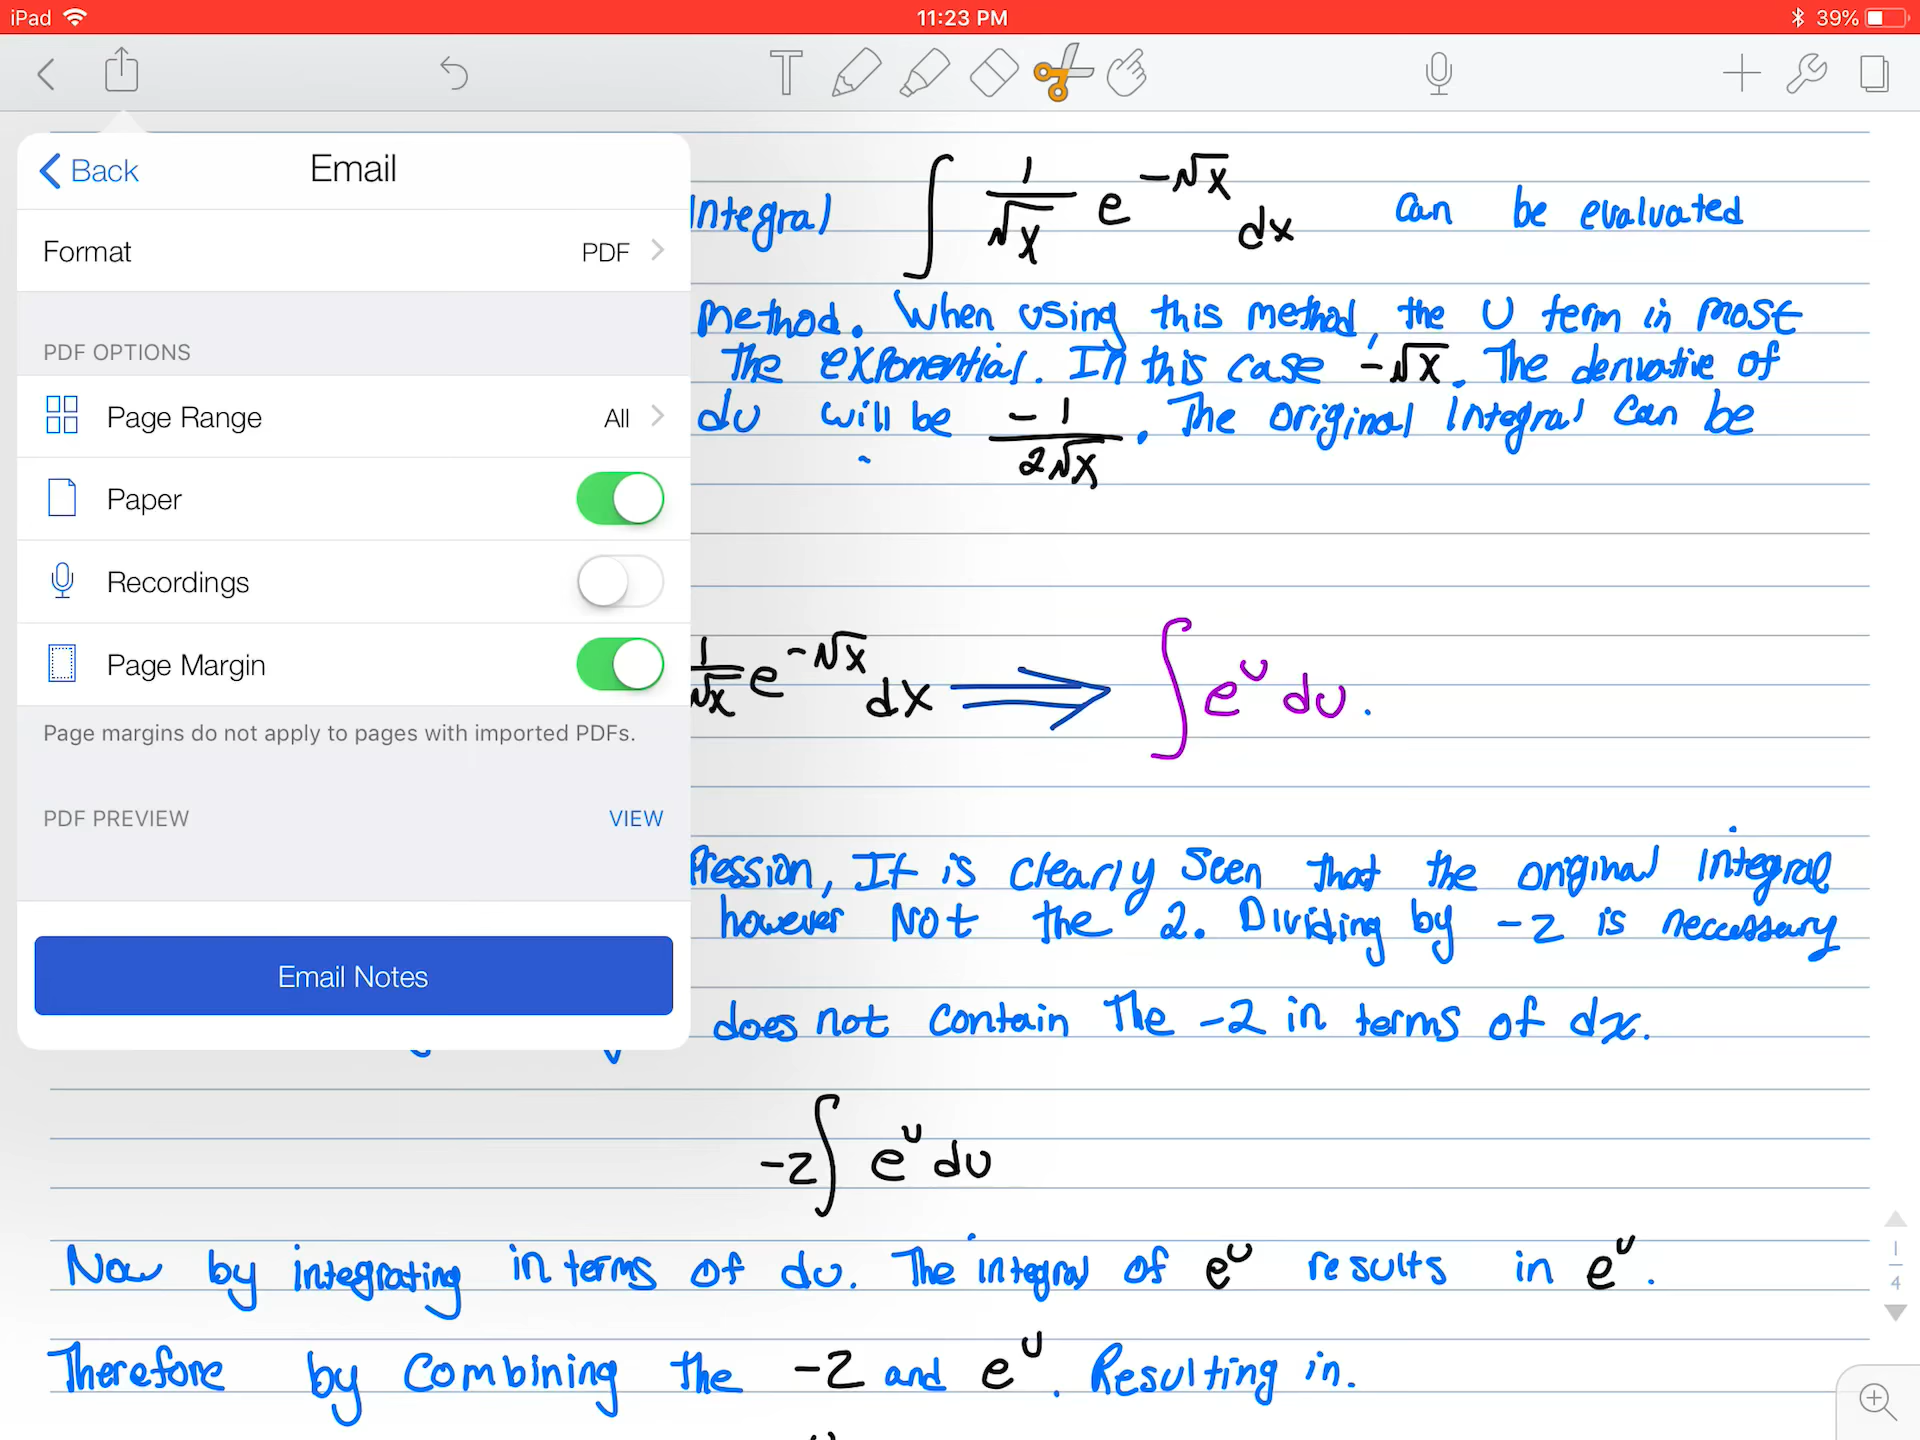 iPad 11:23 PM 39%
T
Back Email
Format PDF
PDF OPTIONS
Page Range All
Paper
Recordings
Page Margin
Page margins do not apply to pages with imported PDFs.
PDF PREVIEW VIEW
Email Notes
Integral ∫ 1/√x e^-√x dx can be evaluated
method. When using this method, the U term in most
the exponential. In this case -√x. The derivative of
du will be -1/2√x. The original Integral can be
1/√x e^-√x dx ⟹ ∫ e^u du.
Pression, It is clearly seen that the original integral
however Not the 2. Dividing by -2 is neccessary
does not contain The -2 in terms of dx.
-2∫ e^u du
Now by integrating in terms of du. The integral of e^u results in e^u.
Therefore by Combining the -2 and e^u. Resulting in.
1
4